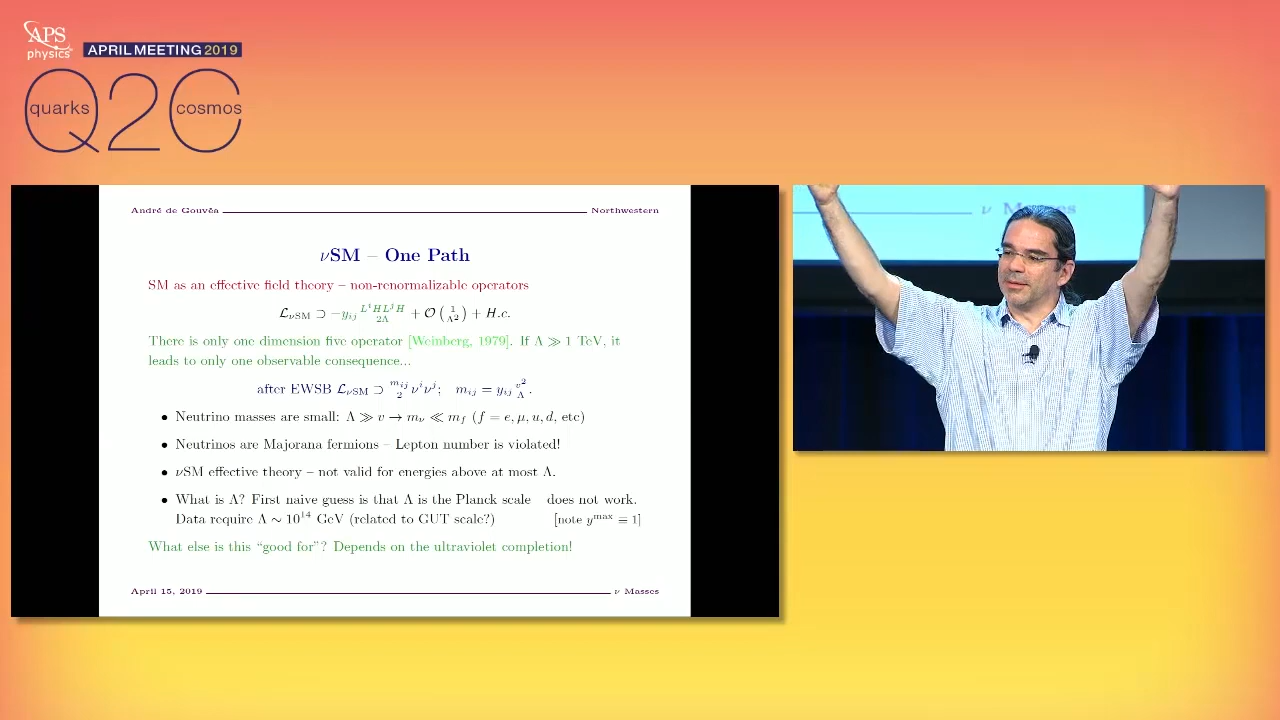 APS
physics
APRIL MEETING 2019
Q2C
quarks
cosmos
André de Gouvêa
Northwestern
νSM – One Path
SM as an effective field theory – non-renormalizable operators
ℒ_νSM ⊃ −y_ij L^iHL^jH / 2Λ + 𝒪(1/Λ²) + H.c.
There is only one dimension five operator [Weinberg, 1979]. If Λ ≫ 1 TeV, it
leads to only one observable consequence...
after EWSB ℒ_νSM ⊃ m_ij/2 ν^iν^j; m_ij = y_ij v²/Λ.
• Neutrino masses are small: Λ ≫ v → m_ν ≪ m_f (f = e, μ, u, d, etc)
• Neutrinos are Majorana fermions – Lepton number is violated!
• νSM effective theory – not valid for energies above at most Λ.
• What is Λ? First naive guess is that Λ is the Planck scale does not work.
Data require Λ ∼ 10^14 GeV (related to GUT scale?) [note y^max ≡ 1]
What else is this “good for”? Depends on the ultraviolet completion!
April 15, 2019
ν Masses
ν Masses